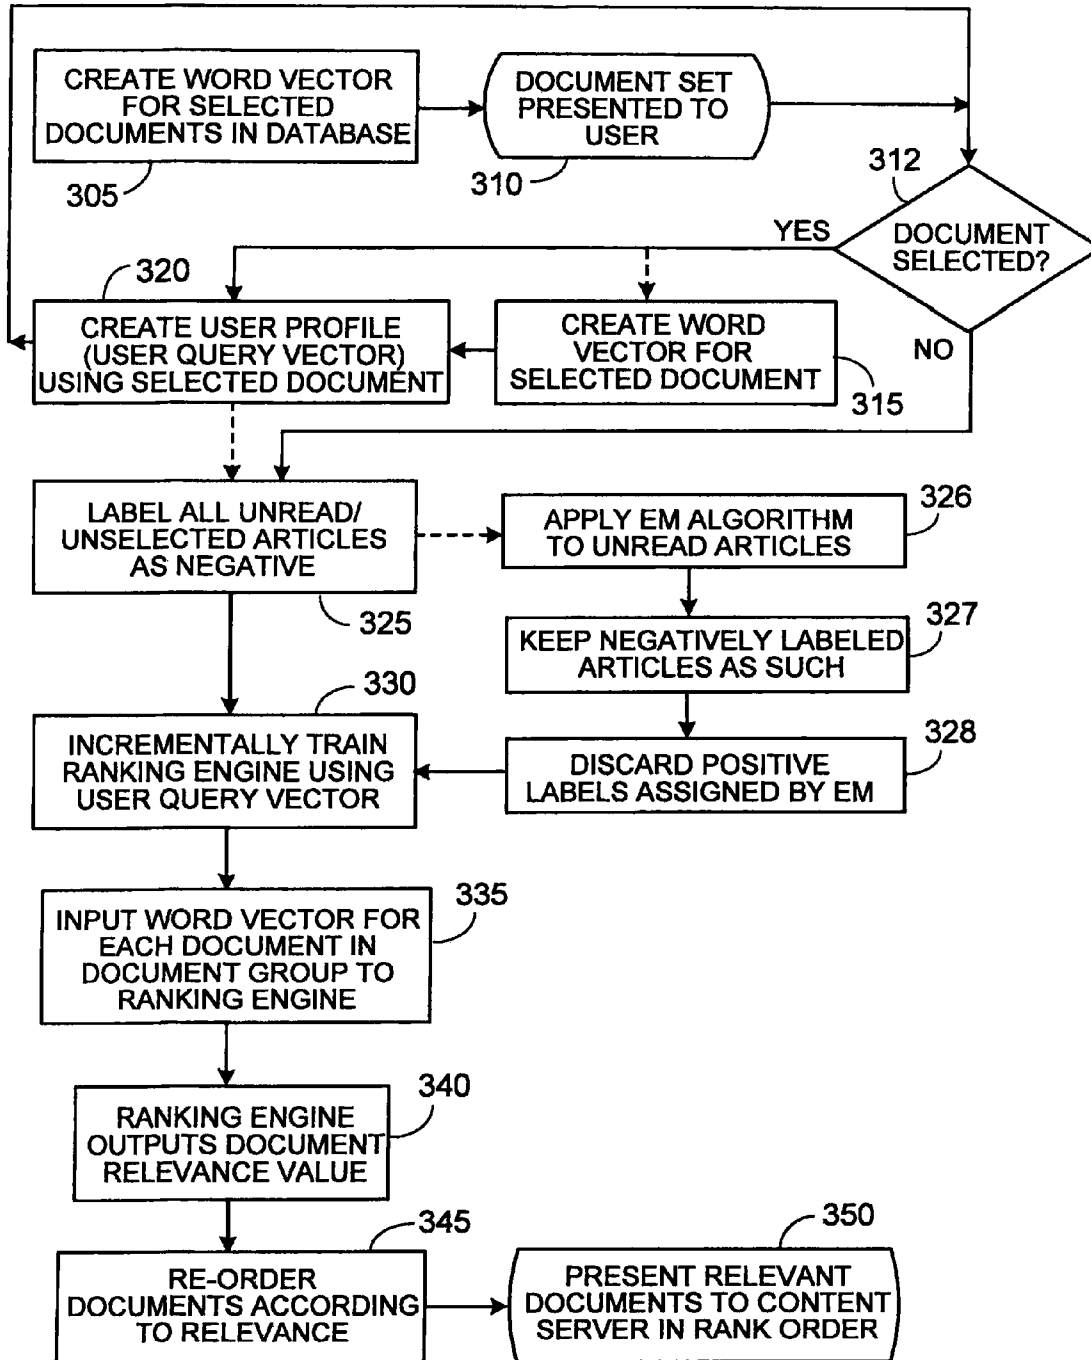 CREATE WORD VECTOR
FOR SELECTED
DOCUMENTS IN DATABASE
305
DOCUMENT SET
PRESENTED TO
USER
310
312
DOCUMENT
SELECTED?
YES
NO
320
CREATE USER PROFILE
(USER QUERY VECTOR)
USING SELECTED DOCUMENT
CREATE WORD
VECTOR FOR
SELECTED DOCUMENT
315
LABEL ALL UNREAD/
UNSELECTED ARTICLES
AS NEGATIVE
325
APPLY EM ALGORITHM
TO UNREAD ARTICLES
326
KEEP NEGATIVELY LABELED
ARTICLES AS SUCH
327
DISCARD POSITIVE
LABELS ASSIGNED BY EM
328
330
INCREMENTALLY TRAIN
RANKING ENGINE USING
USER QUERY VECTOR
335
INPUT WORD VECTOR FOR
EACH DOCUMENT IN
DOCUMENT GROUP TO
RANKING ENGINE
340
RANKING ENGINE
OUTPUTS DOCUMENT
RELEVANCE VALUE
345
RE-ORDER
DOCUMENTS ACCORDING
TO RELEVANCE
350
PRESENT RELEVANT
DOCUMENTS TO CONTENT
SERVER IN RANK ORDER